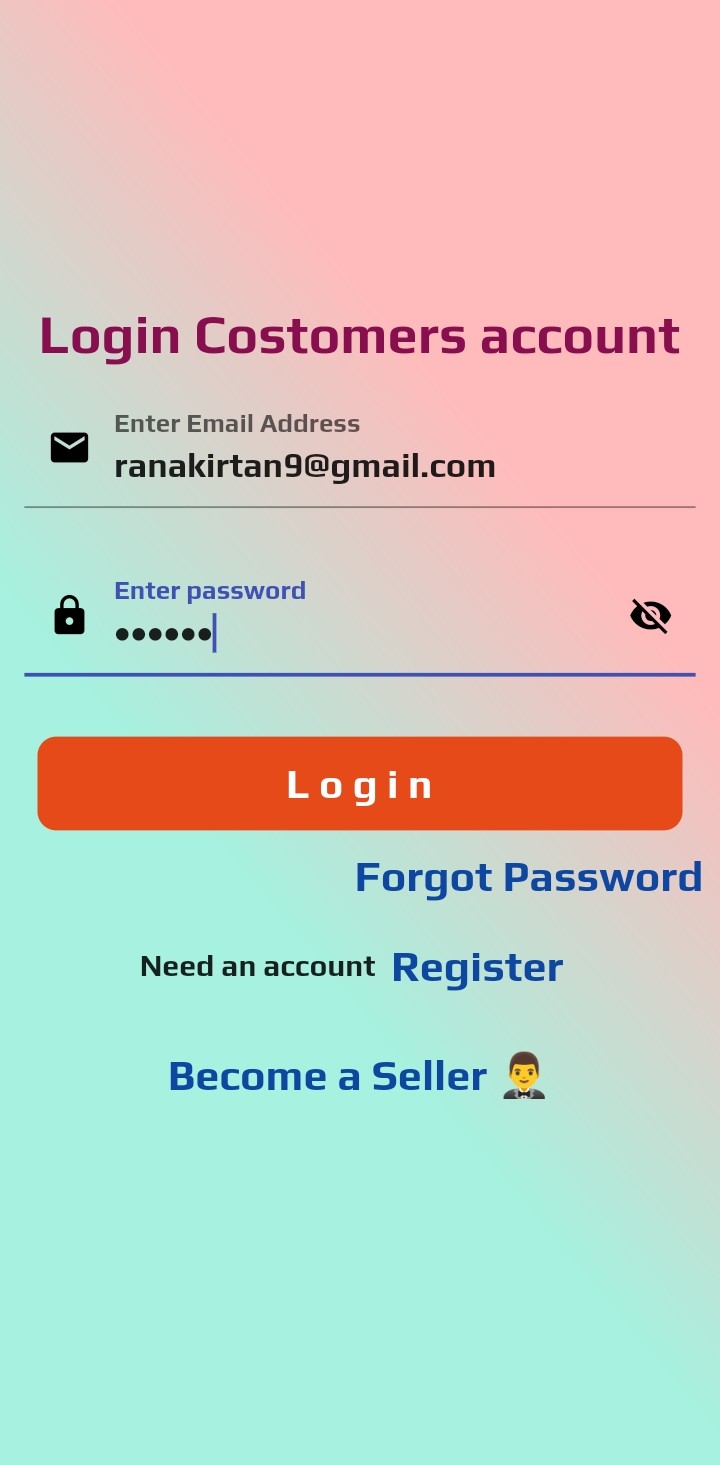 Login Costomers account
Enter Email Address
ranakirtan9@gmail.com
Enter password
••••••
Login
Forgot Password
Need an account Register
Become a Seller 🤵‍♂️